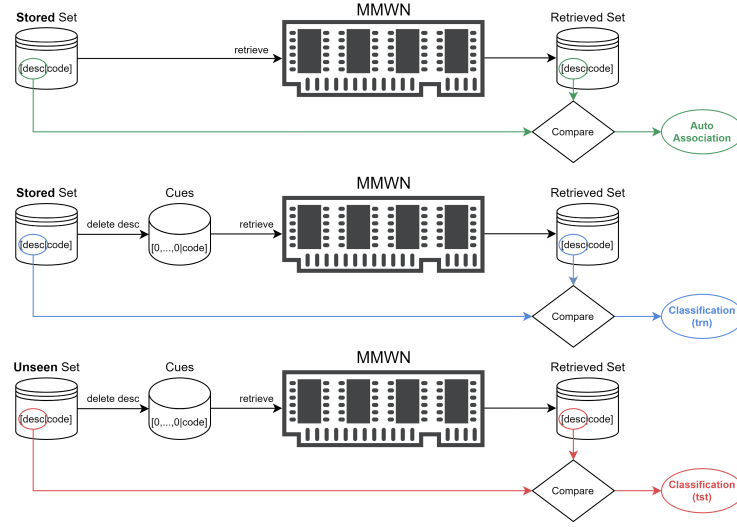 Stored Set
MMWN
Retrieved Set
retrieve
[desc|code]
[desc|code]
Compare
Auto
Association
Stored Set
Cues
MMWN
Retrieved Set
delete desc
retrieve
[desc|code]
[0,...,0|code]
[desc|code]
Compare
Classification
(trn)
Unseen Set
Cues
MMWN
Retrieved Set
delete desc
retrieve
[desc|code]
[0,...,0|code]
[desc|code]
Compare
Classification
(tst)